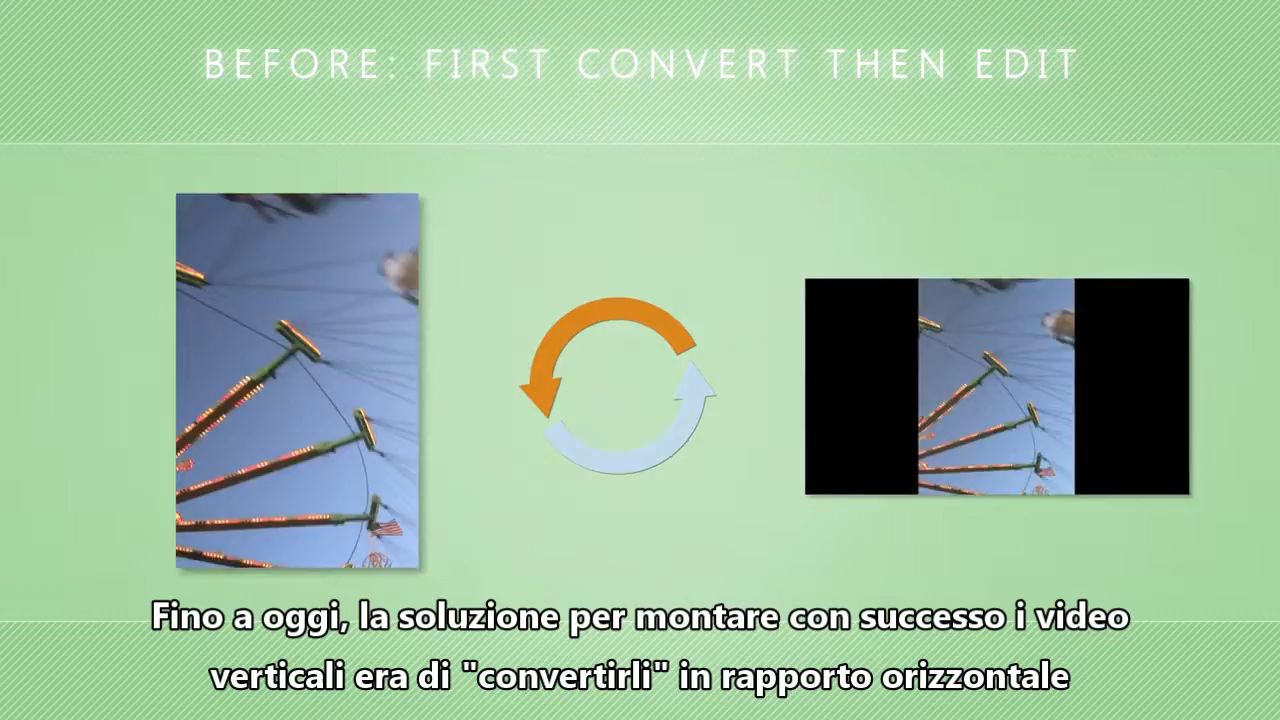 BEFORE: FIRST CONVERT THEN EDIT
Fino a oggi, la soluzione per montare con successo i video
verticali era di "convertirli" in rapporto orizzontale